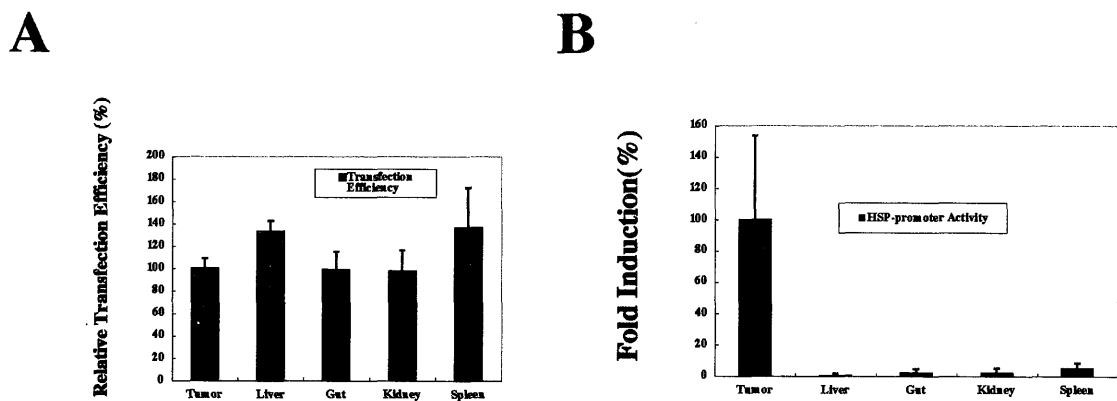 A
B
Relative Transfection Efficiency (%)
200
180
160
140
120
100
80
60
40
20
0
Transfection
Efficiency
Tumor Liver Gut Kidney Spleen
Fold Induction(%)
160
140
120
100
80
60
40
20
0
HSP-promoter Activity
Tumor Liver Gut Kidney Spleen